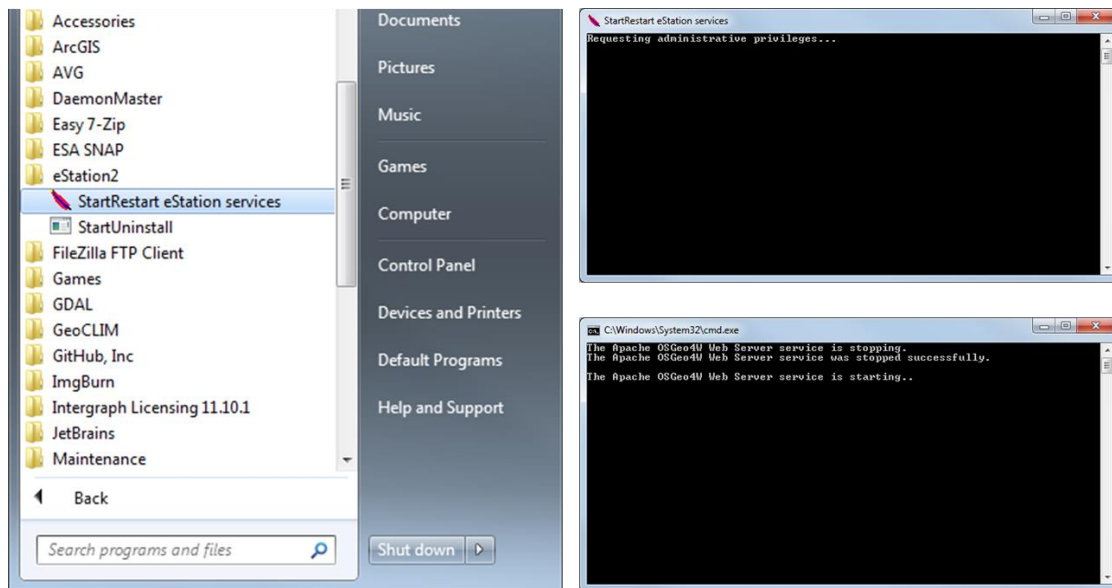 Accessories
ArcGIS
AVG
DaemonMaster
Easy 7-Zip
ESA SNAP
eStation2
StartRestart eStation services
StartUninstall
FileZilla FTP Client
Games
GDAL
GeoCLIM
GitHub, Inc
ImgBurn
Intergraph Licensing 11.10.1
JetBrains
Maintenance
Back
Search programs and files
Documents
Pictures
Music
Games
Computer
Control Panel
Devices and Printers
Default Programs
Help and Support
Shut down
StartRestart eStation services
Requesting administrative privileges...
C:\Windows\System32\cmd.exe
The Apache OSGeo4W Web Server service is stopping.
The Apache OSGeo4W Web Server service was stopped successfully.
The Apache OSGeo4W Web Server service is starting..